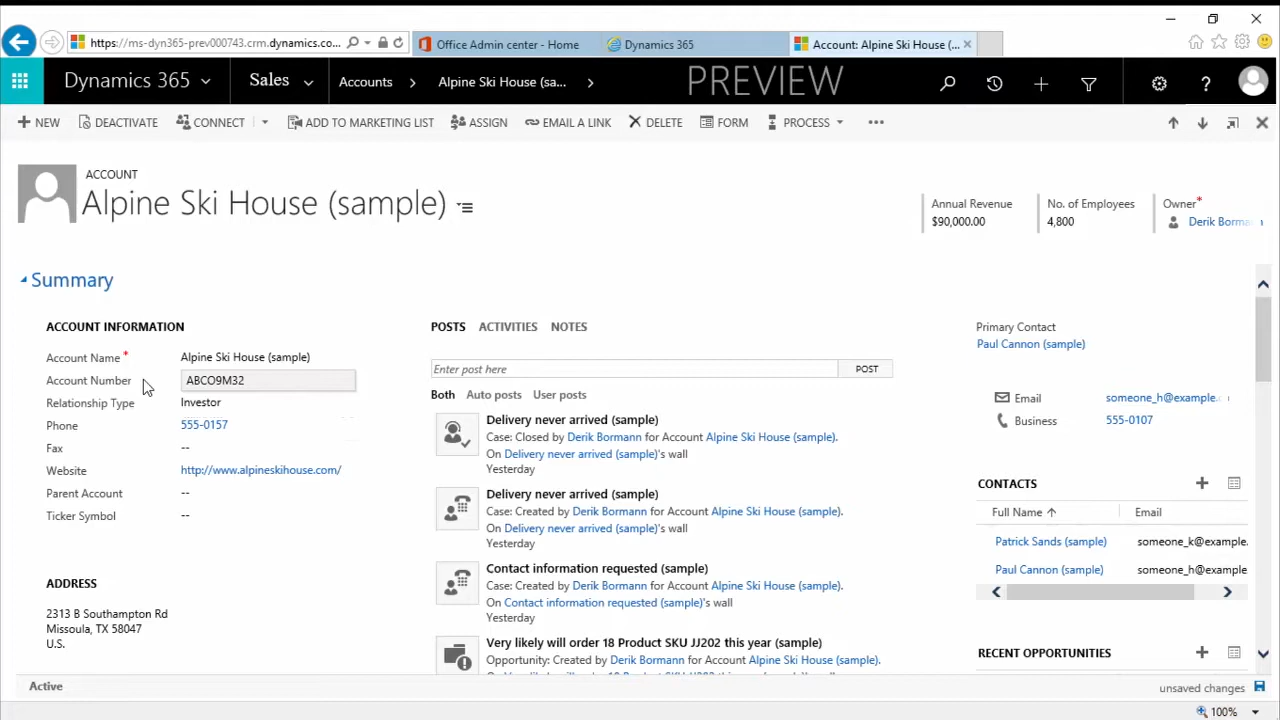 https://ms-dyn365-prev000743.crm.dynamics.co...
Office Admin center - Home
Dynamics 365
Account: Alpine Ski House (...
Dynamics 365
Sales
Accounts
Alpine Ski House (sa...
PREVIEW
NEW
DEACTIVATE
CONNECT
ADD TO MARKETING LIST
ASSIGN
EMAIL A LINK
DELETE
FORM
PROCESS
ACCOUNT
Alpine Ski House (sample)
Annual Revenue
$90,000.00
No. of Employees
4,800
Owner*
Derik Borma
Summary
ACCOUNT INFORMATION
Account Name * Alpine Ski House (sample)
Account Number ABCO9M32
Relationship Type Investor
Phone 555-0157
Fax --
Website http://www.alpineskihouse.com/
Parent Account --
Ticker Symbol --
ADDRESS
2313 B Southampton Rd
Missoula, TX 58047
U.S.
POSTS ACTIVITIES NOTES
Enter post here POST
Both Auto posts User posts
Delivery never arrived (sample)
Case: Closed by Derik Bormann for Account Alpine Ski House (sample).
On Delivery never arrived (sample)'s wall
Yesterday
Delivery never arrived (sample)
Case: Created by Derik Bormann for Account Alpine Ski House (sample).
On Delivery never arrived (sample)'s wall
Yesterday
Contact information requested (sample)
Case: Created by Derik Bormann for Account Alpine Ski House (sample).
On Contact information requested (sample)'s wall
Yesterday
Very likely will order 18 Product SKU JJ202 this year (sample)
Opportunity: Created by Derik Bormann for Account Alpine Ski House (sample).
Primary Contact
Paul Cannon (sample)
Email someone_h@example.
Business 555-0107
CONTACTS
Full Name Email
Patrick Sands (sample) someone_k@example.
Paul Cannon (sample) someone_h@example
RECENT OPPORTUNITIES
Active
unsaved changes
100%